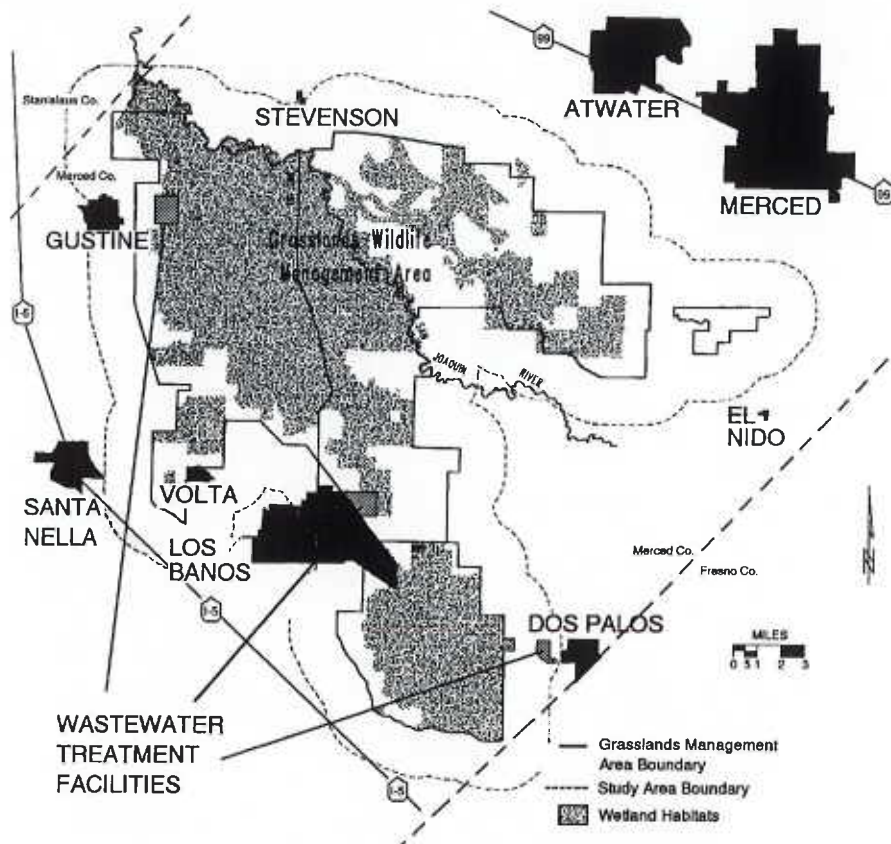 99
ATWATER
MERCED
99
Stanislaus Co.
STEVENSON
Merced Co.
GUSTINE
Grasslands Wildlife
Management Area
I-5
SAN
JOAQUIN
RIVER
EL
NIDO
SANTA
NELLA
VOLTA
LOS
BANOS
Merced Co.
Fresno Co.
N
I-5
DOS PALOS
MILES
0 .5 1 2 3
WASTEWATER
TREATMENT
FACILITIES
I-5
Grasslands Management
Area Boundary
Study Area Boundary
Wetland Habitats